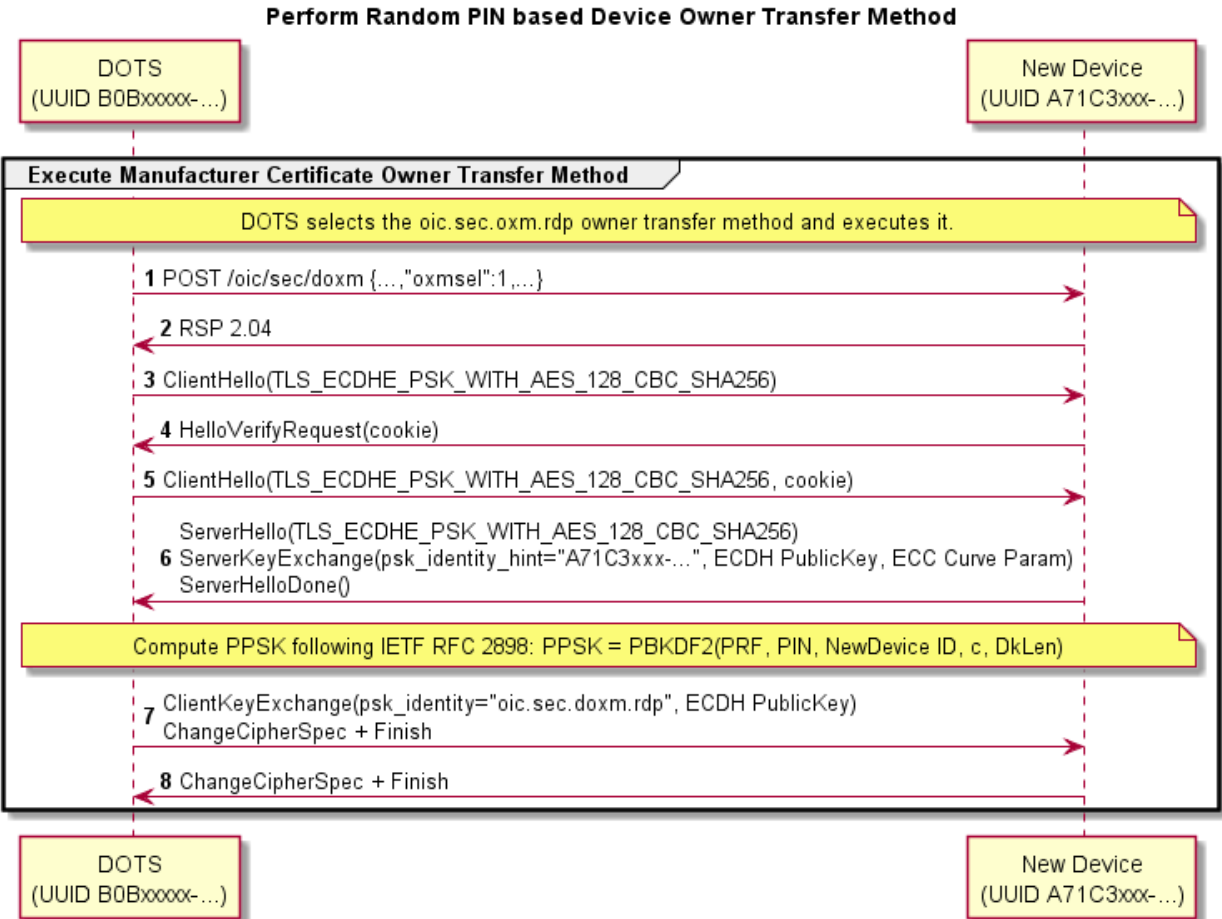 Perform Random PIN based Device Owner Transfer Method
DOTS
(UUID B0Bxxxxx-...)
New Device
(UUID A71C3xxx-...)
Execute Manufacturer Certificate Owner Transfer Method
DOTS selects the oic.sec.oxm.rdp owner transfer method and executes it.
1 POST /oic/sec/doxm {...,"oxmsel":1,...}
2 RSP 2.04
3 ClientHello(TLS_ECDHE_PSK_WITH_AES_128_CBC_SHA256)
4 HelloVerifyRequest(cookie)
5 ClientHello(TLS_ECDHE_PSK_WITH_AES_128_CBC_SHA256, cookie)
ServerHello(TLS_ECDHE_PSK_WITH_AES_128_CBC_SHA256)
6 ServerKeyExchange(psk_identity_hint="A71C3xxx-...", ECDH PublicKey, ECC Curve Param)
ServerHelloDone()
Compute PPSK following IETF RFC 2898: PPSK = PBKDF2(PRF, PIN, NewDevice ID, c, DkLen)
7 ClientKeyExchange(psk_identity="oic.sec.doxm.rdp", ECDH PublicKey)
ChangeCipherSpec + Finish
8 ChangeCipherSpec + Finish
DOTS
(UUID B0Bxxxxx-...)
New Device
(UUID A71C3xxx-...)